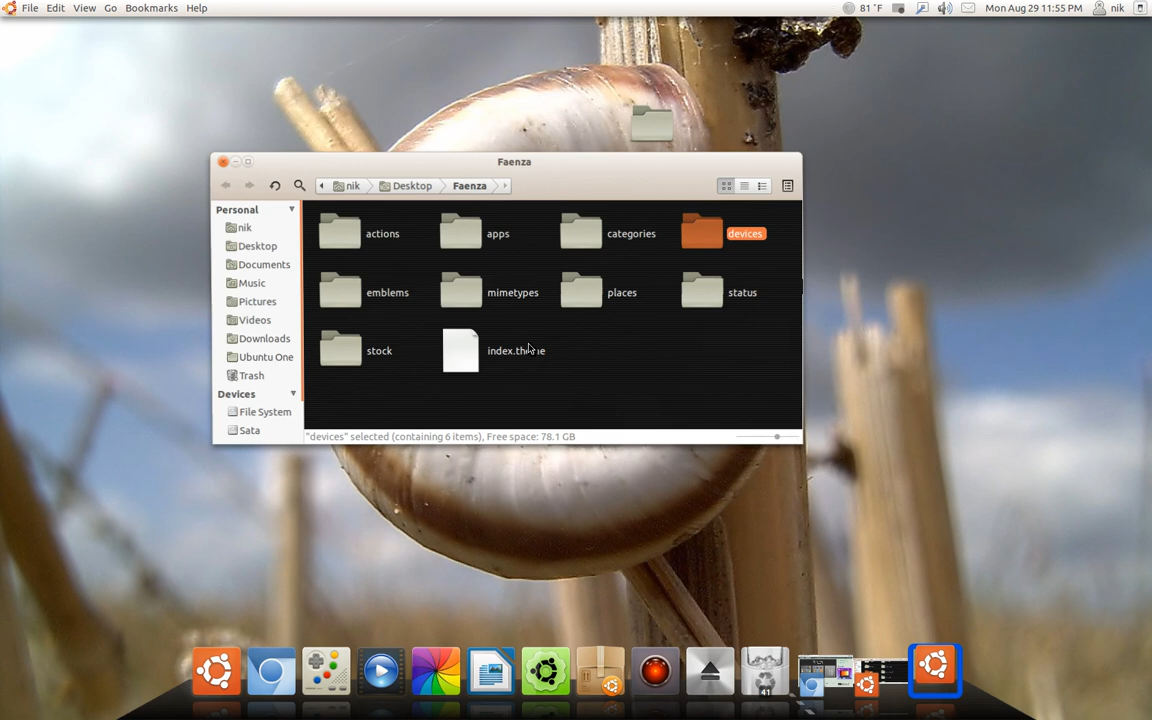 File Edit View Go Bookmarks Help
81 °F Mon Aug 29 11:55 PM nik
Faenza
nik Desktop Faenza
Personal
nik
Desktop
Documents
Music
Pictures
Videos
Downloads
Ubuntu One
Trash
Devices
File System
Sata
actions apps categories devices
emblems mimetypes places status
stock
"devices" selected (containing 6 items), Free space: 78.1 GB
41